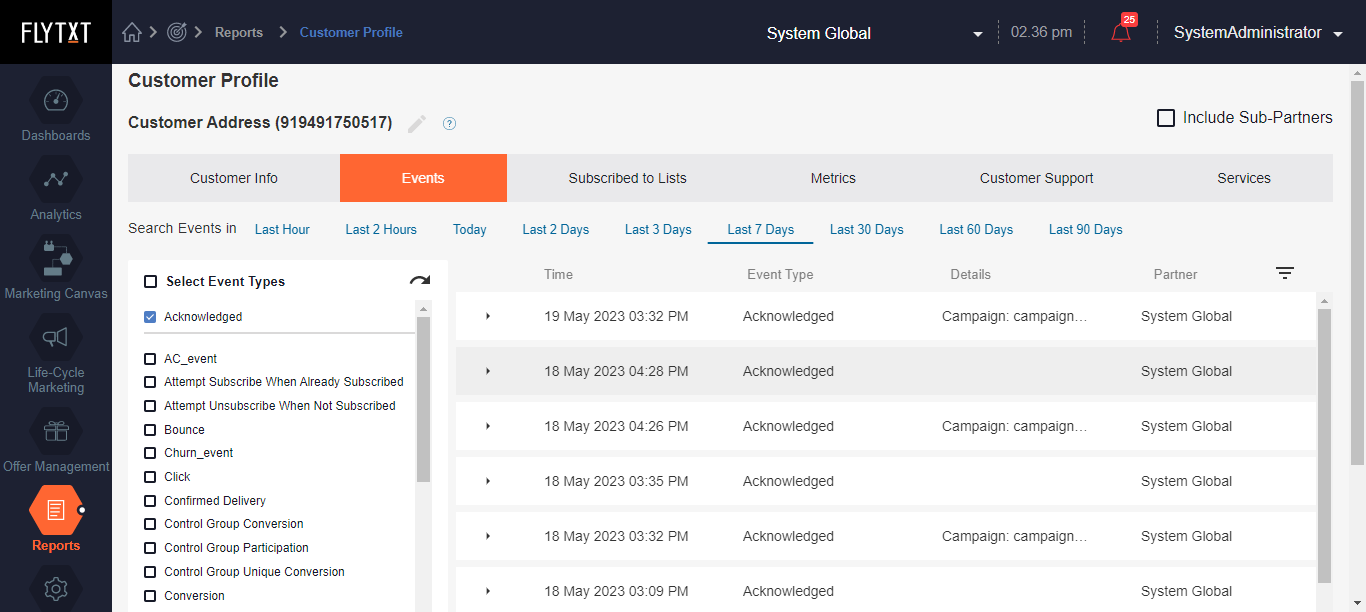 FLYTXT
Reports
Customer Profile
System Global
02.36 pm
25
SystemAdministrator
Dashboards
Analytics
Marketing Canvas
Life-Cycle
Marketing
Offer Management
Reports
Customer Profile
Customer Address (919491750517)
?
Include Sub-Partners
Customer Info
Events
Subscribed to Lists
Metrics
Customer Support
Services
Search Events in
Last Hour
Last 2 Hours
Today
Last 2 Days
Last 3 Days
Last 7 Days
Last 30 Days
Last 60 Days
Last 90 Days
Select Event Types
Acknowledged
AC_event
Attempt Subscribe When Already Subscribed
Attempt Unsubscribe When Not Subscribed
Bounce
Churn_event
Click
Confirmed Delivery
Control Group Conversion
Control Group Participation
Control Group Unique Conversion
Conversion
Time Event Type Details Partner
19 May 2023 03:32 PM Acknowledged Campaign: campaign… System Global
18 May 2023 04:28 PM Acknowledged System Global
18 May 2023 04:26 PM Acknowledged Campaign: campaign… System Global
18 May 2023 03:35 PM Acknowledged System Global
18 May 2023 03:32 PM Acknowledged Campaign: campaign… System Global
18 May 2023 03:09 PM Acknowledged System Global